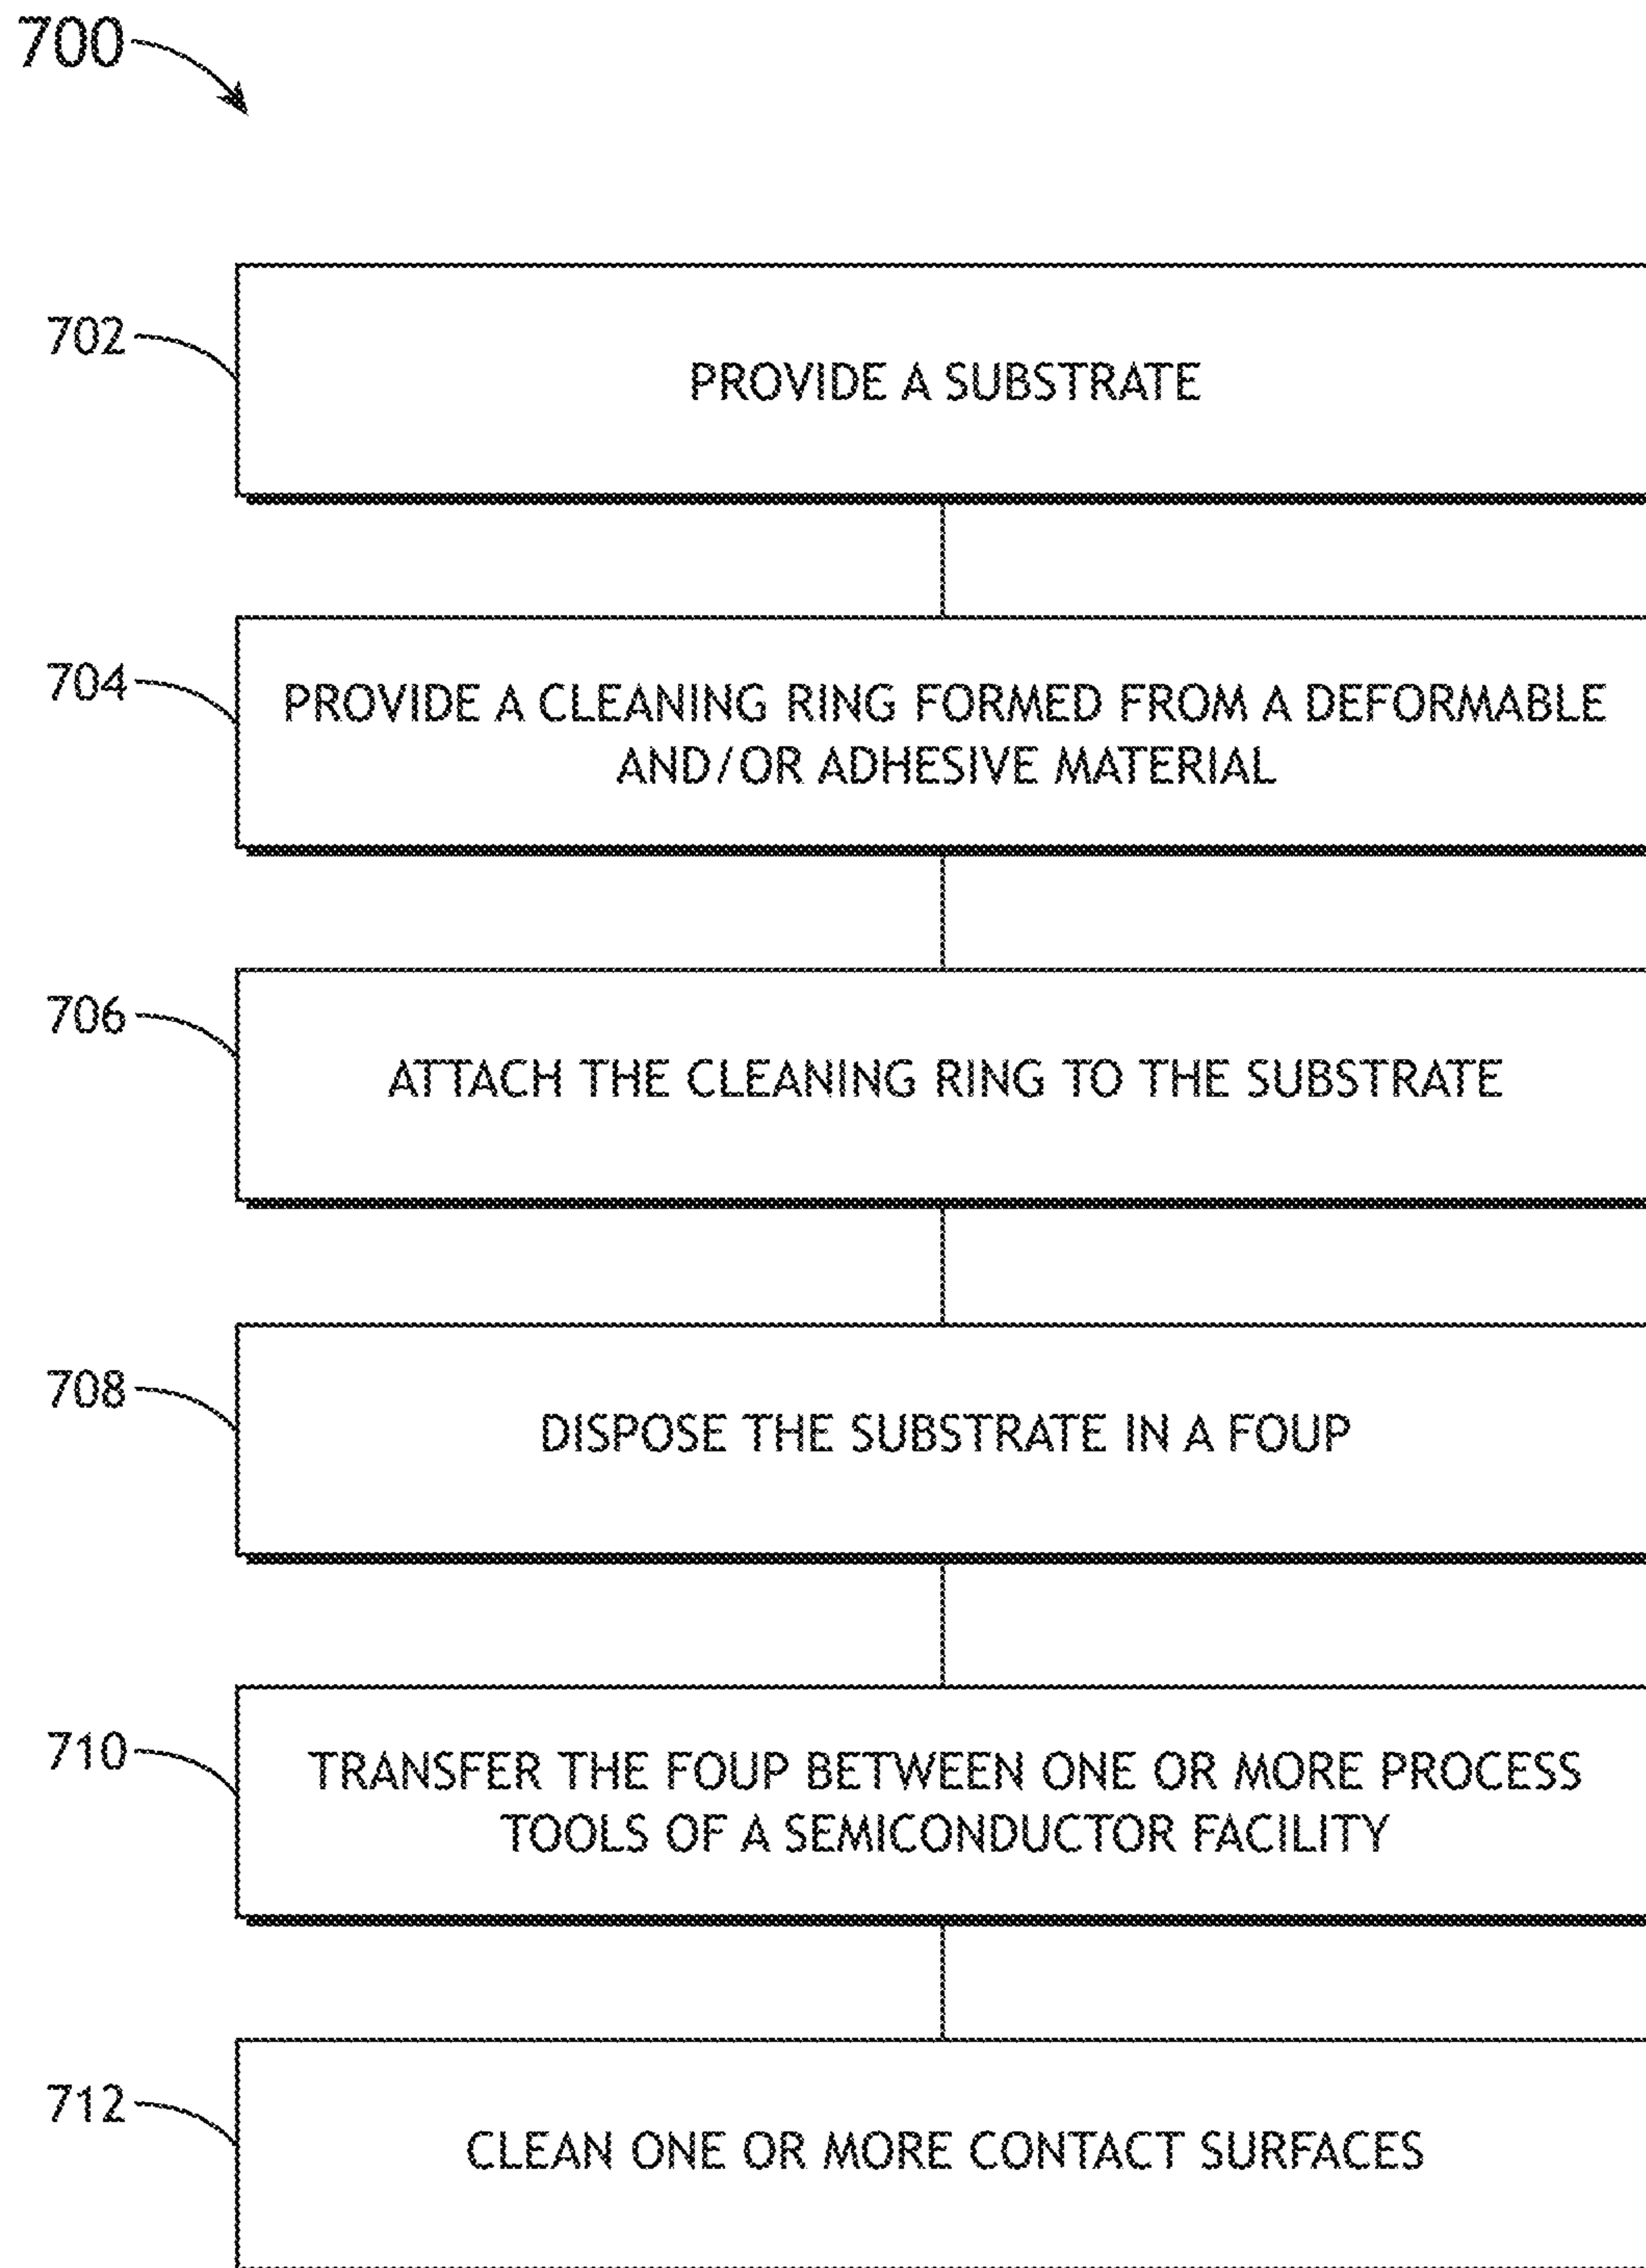 700
702
PROVIDE A SUBSTRATE
704
PROVIDE A CLEANING RING FORMED FROM A DEFORMABLE
AND/OR ADHESIVE MATERIAL
706
ATTACH THE CLEANING RING TO THE SUBSTRATE
708
DISPOSE THE SUBSTRATE IN A FOUP
710
TRANSFER THE FOUP BETWEEN ONE OR MORE PROCESS
TOOLS OF A SEMICONDUCTOR FACILITY
712
CLEAN ONE OR MORE CONTACT SURFACES